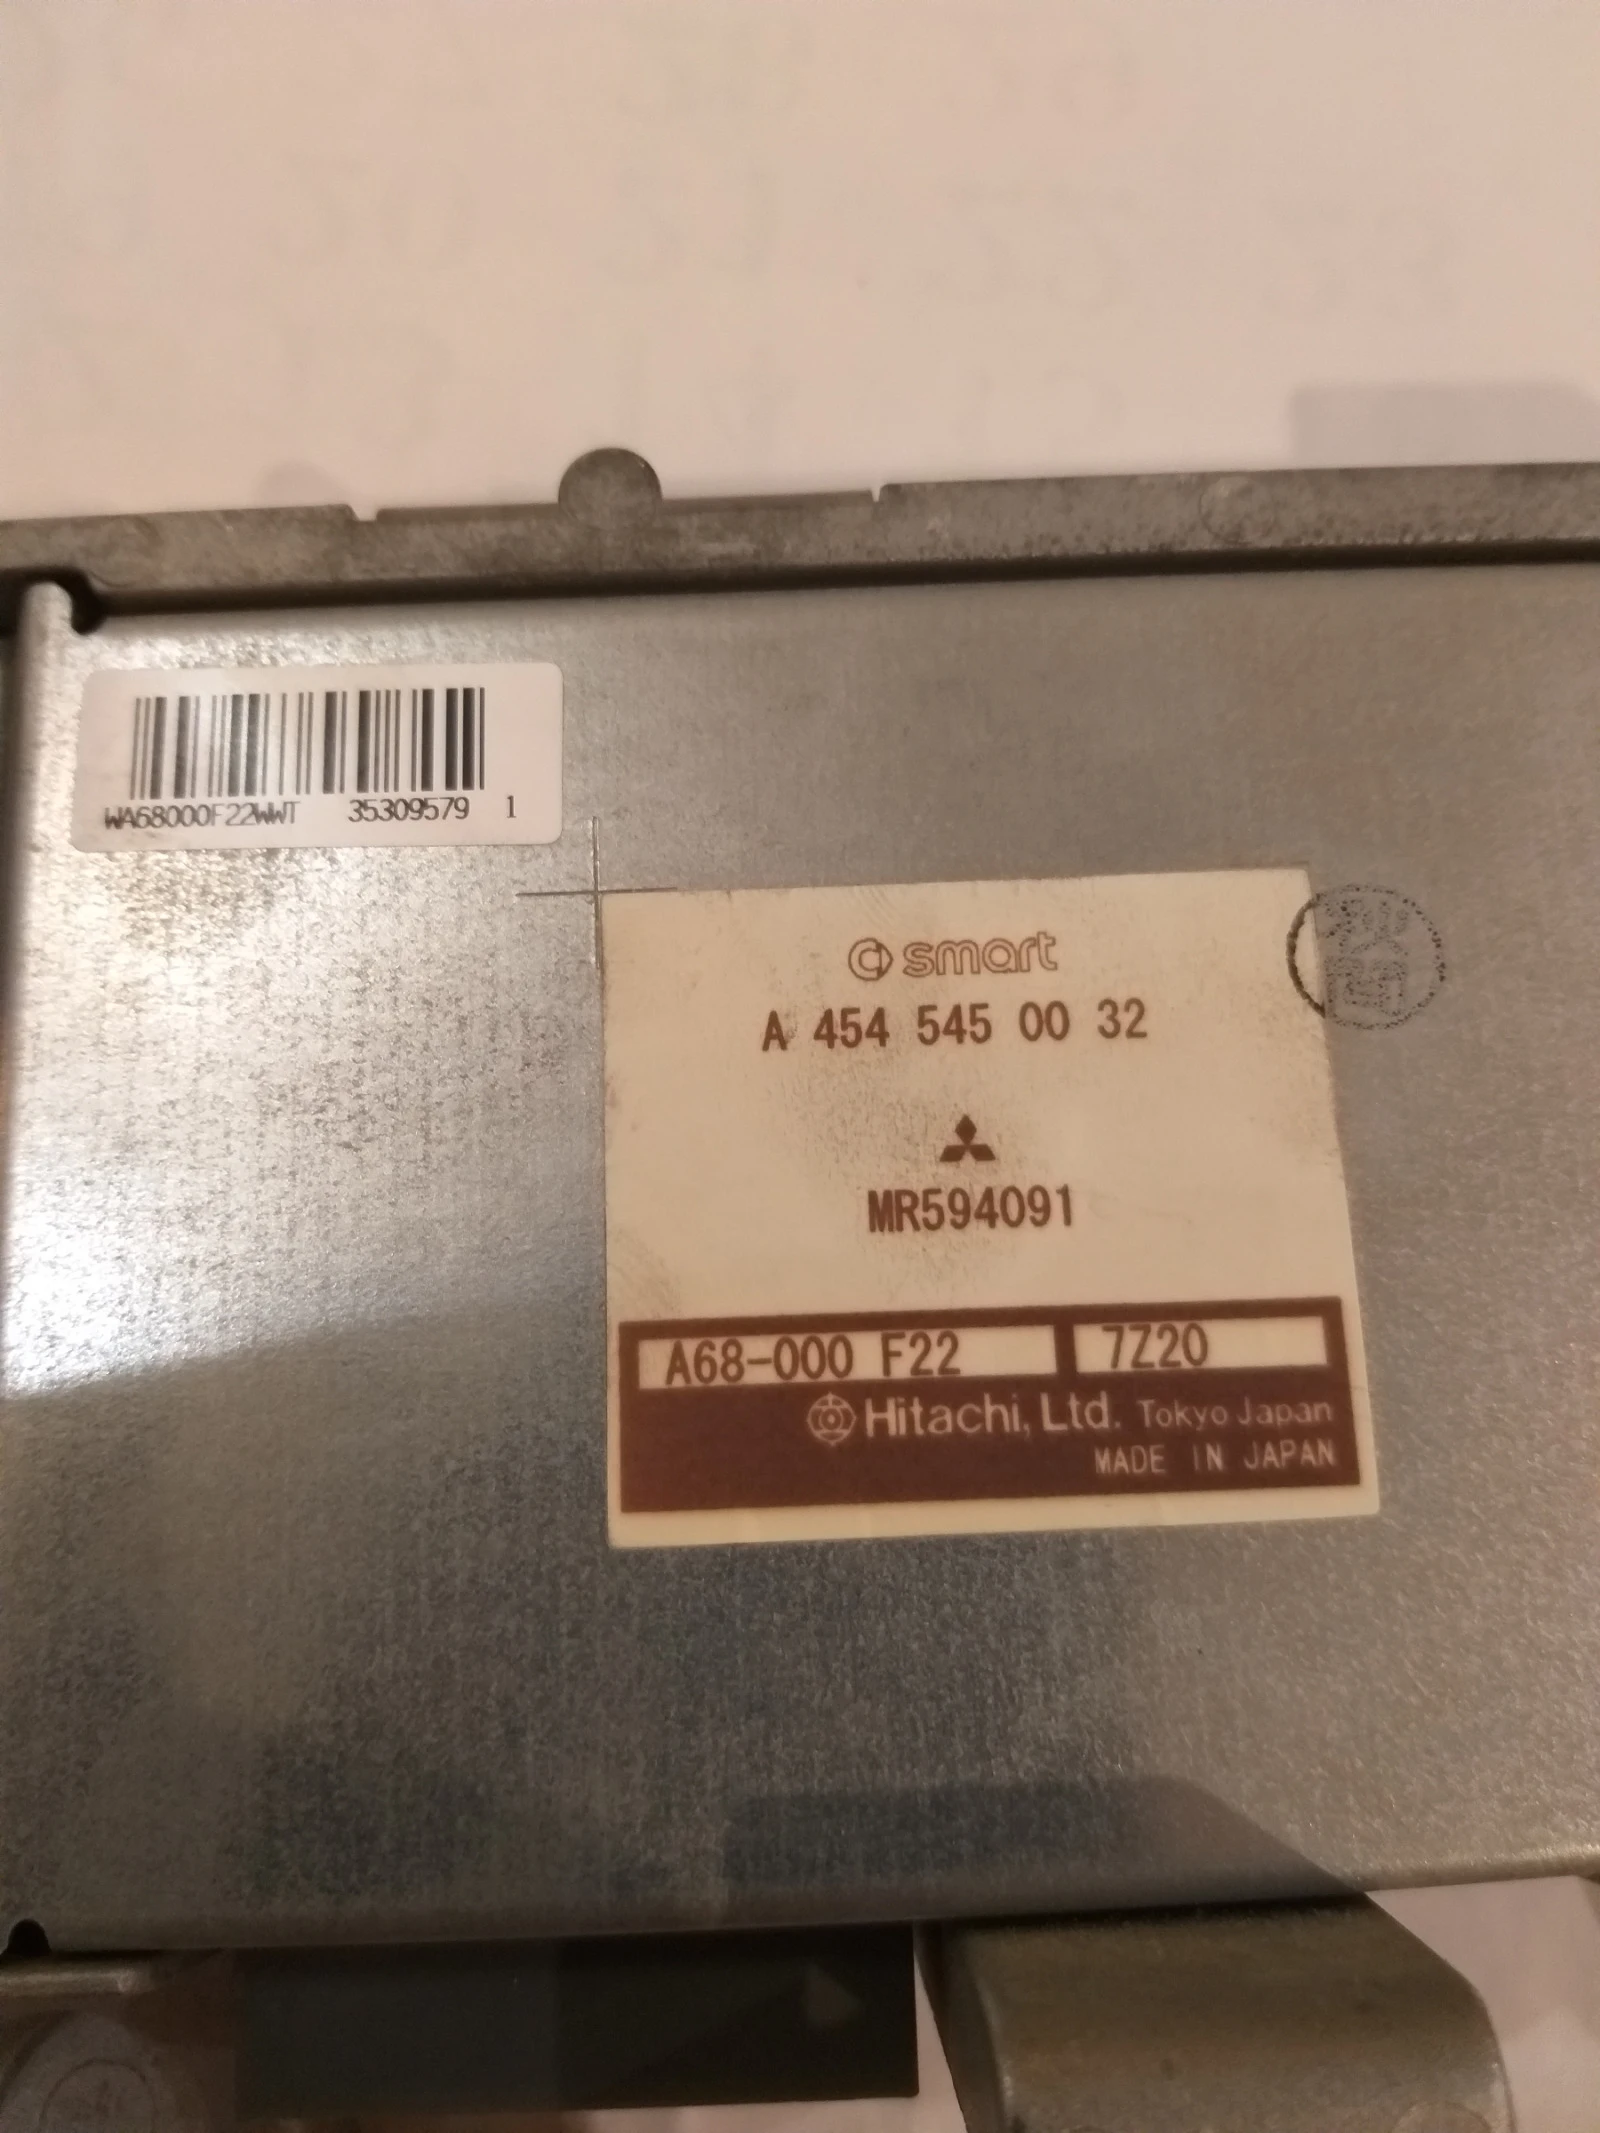 WA68000F22WWT 35309579 1
smart
A 454 545 00 32
MR594091
A68-000 F22 7Z20
Hitachi, Ltd. Tokyo Japan
MADE IN JAPAN